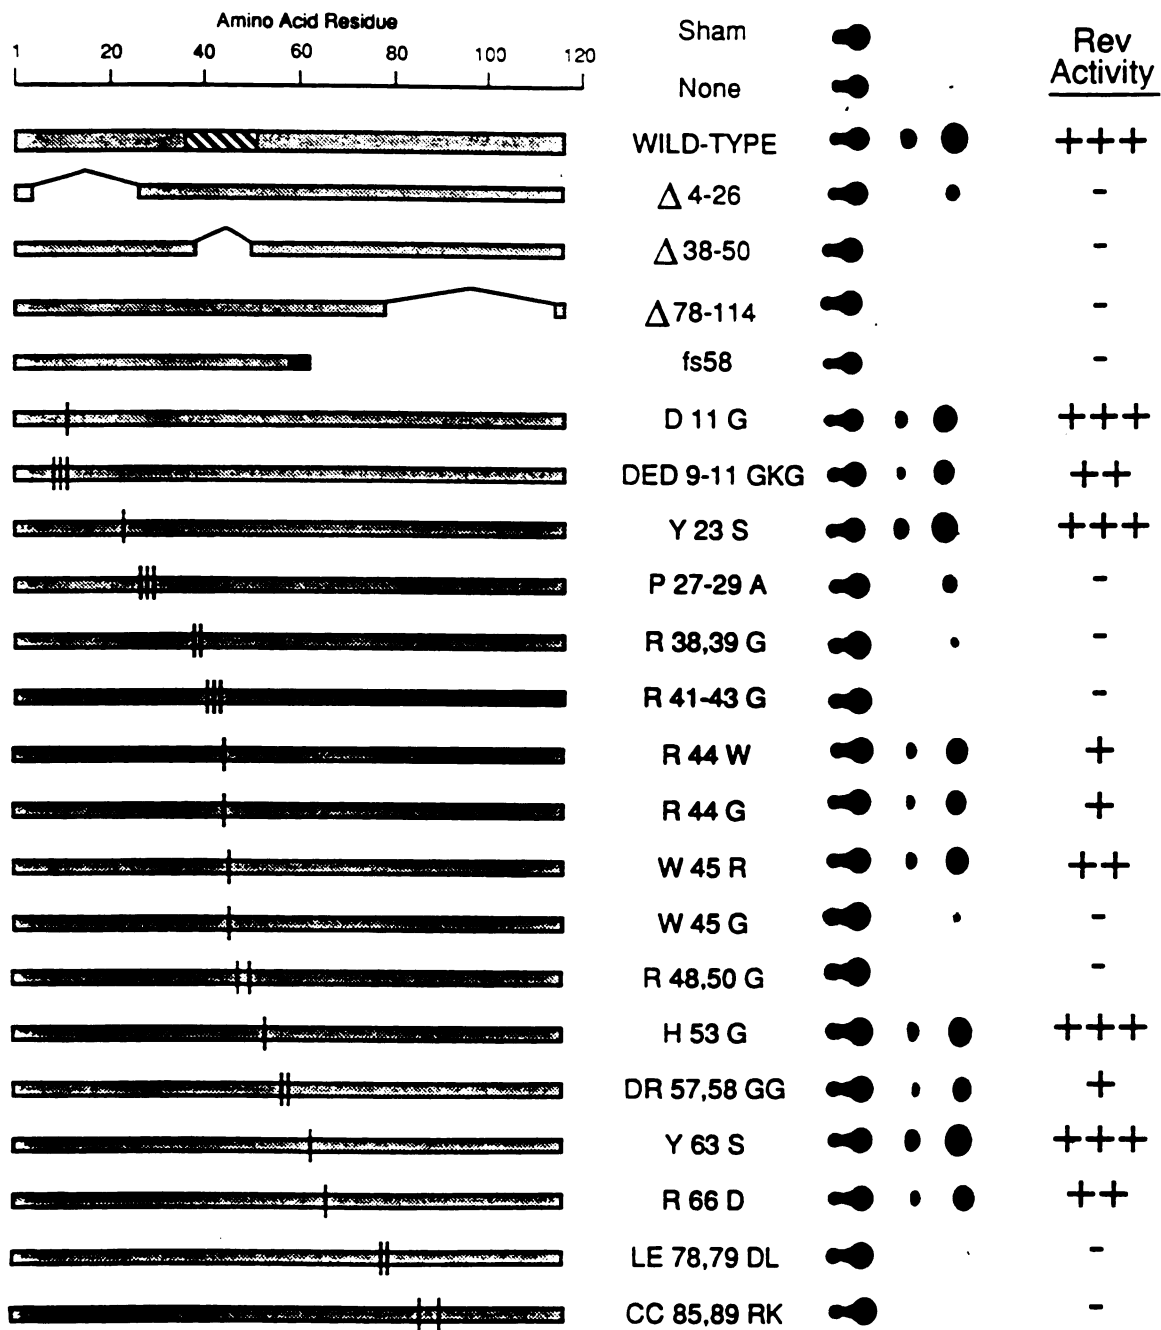 Amino Acid Residue
1 20 40 60 80 100 120
Rev
Activity
Sham
None
WILD-TYPE +++
Δ 4-26 -
Δ 38-50 -
Δ 78-114 -
fs58 -
D 11 G +++
DED 9-11 GKG ++
Y 23 S +++
P 27-29 A -
R 38,39 G -
R 41-43 G -
R 44 W +
R 44 G +
W 45 R ++
W 45 G -
R 48,50 G -
H 53 G +++
DR 57,58 GG +
Y 63 S +++
R 66 D ++
LE 78,79 DL -
CC 85,89 RK -